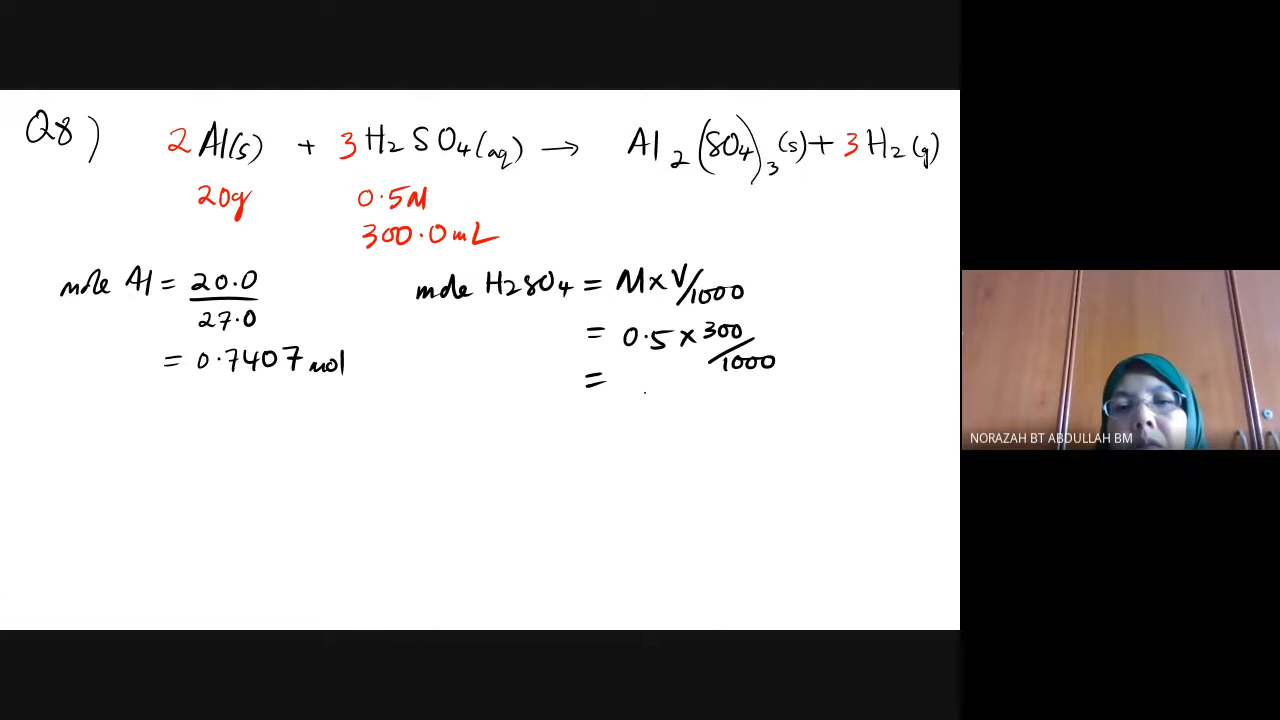 Q8) 2Al(s) + 3H₂SO₄(aq) → Al₂(SO₄)₃(s) + 3H₂(g)
20g 0.5M
300.0mL
mole Al = 20.0/27.0
= 0.7407 mol
mole H₂SO₄ = M x V/1000
= 0.5 x 300/1000
=
NORAZAH BT ABDULLAH BM